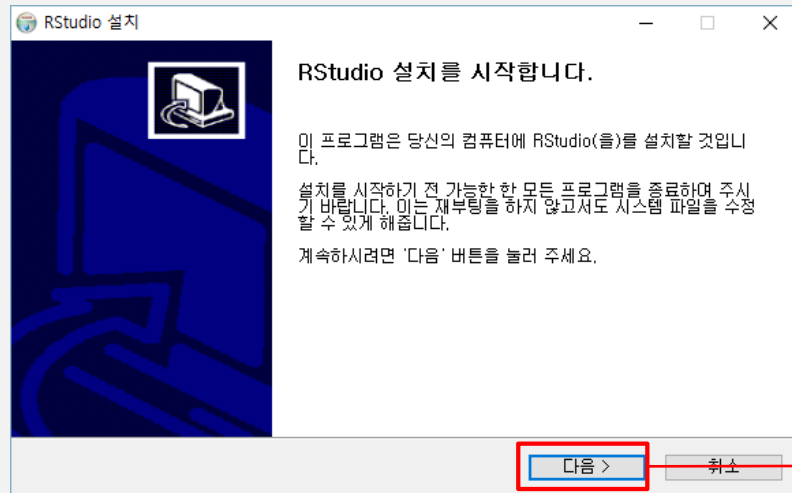 RStudio 설치
RStudio 설치를 시작합니다.
이 프로그램은 당신의 컴퓨터에 RStudio(을)를 설치할 것입니
다.
설치를 시작하기 전 가능한 한 모든 프로그램을 종료하여 주시
기 바랍니다. 이는 재부팅을 하지 않고서도 시스템 파일을 수정
할 수 있게 해줍니다.
계속하시려면 '다음' 버튼을 눌러 주세요.
다음 >
취소